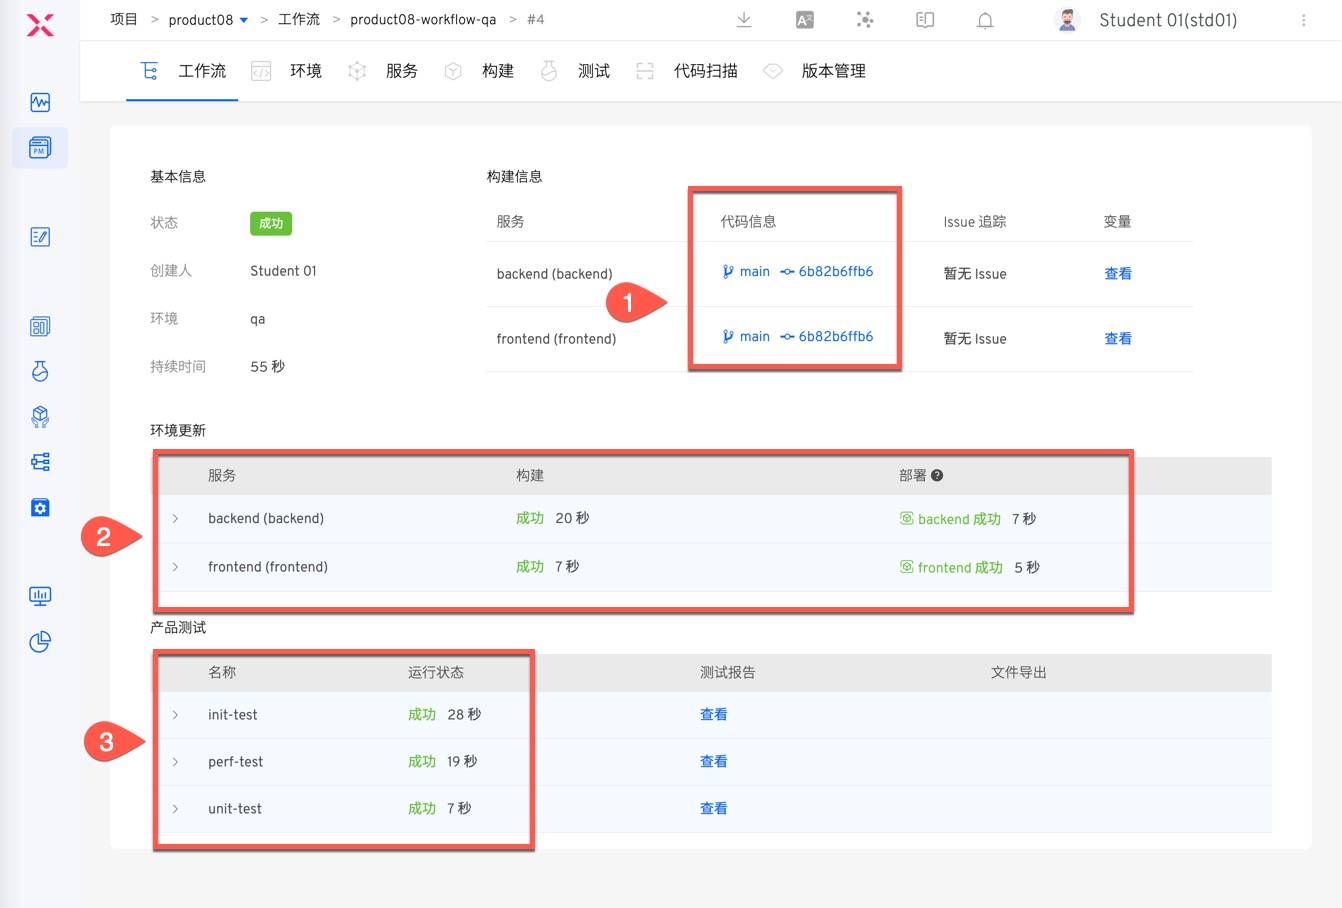 项目 > product08 > 工作流 > product08-workflow-qa > #4
Student 01(std01)
工作流 环境 服务 构建 测试 代码扫描 版本管理
PM
基本信息
状态 成功
创建人 Student 01
环境 qa
持续时间 55 秒
构建信息
服务 代码信息 Issue 追踪 变量
backend (backend) main 6b82b6ffb6 暂无 Issue 查看
1
frontend (frontend) main 6b82b6ffb6 暂无 Issue 查看
环境更新
服务 构建 部署 ?
backend (backend) 成功 20 秒 backend 成功 7 秒
2
frontend (frontend) 成功 7 秒 frontend 成功 5 秒
产品测试
名称 运行状态 测试报告 文件导出
init-test 成功 28 秒 查看
3
perf-test 成功 19 秒 查看
unit-test 成功 7 秒 查看